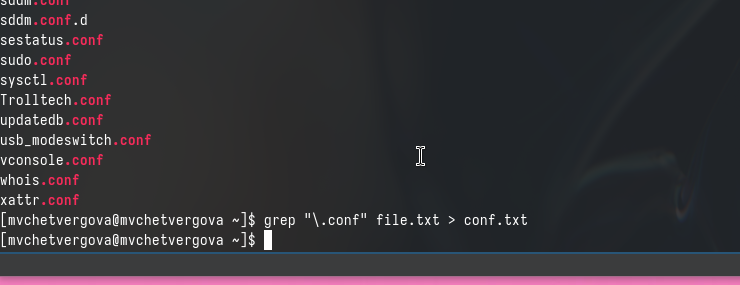 sddm.conf
sddm.conf.d
sestatus.conf
sudo.conf
sysctl.conf
Trolltech.conf
updatedb.conf
usb_modeswitch.conf
vconsole.conf
whois.conf
xattr.conf
[mvchetvergova@mvchetvergova ~]$ grep "\.conf" file.txt > conf.txt
[mvchetvergova@mvchetvergova ~]$